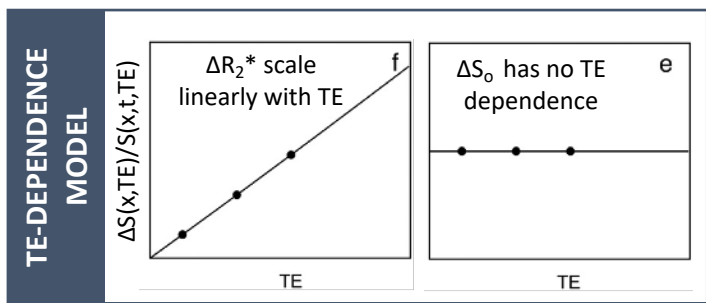 TE-DEPENDENCE
MODEL
ΔS(x,TE)/S(x,t,TE)
ΔR₂* scale
linearly with TE
f
TE
ΔSₒ has no TE
dependence
e
TE